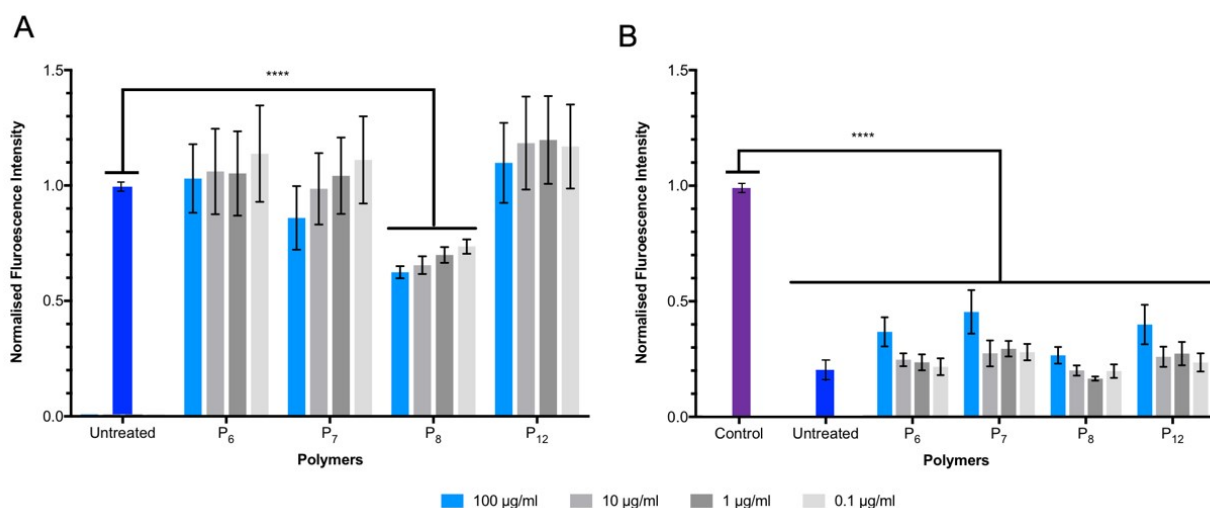 A
Normalised Fluroescence Intensity
1.5
1.0
0.5
0.0
****
Untreated P6 P7 P8 P12
Polymers
B
Normalised Fluroescence Intensity
1.5
1.0
0.5
0.0
****
Control Untreated P6 P7 P8 P12
Polymers
100 µg/ml 10 µg/ml 1 µg/ml 0.1 µg/ml